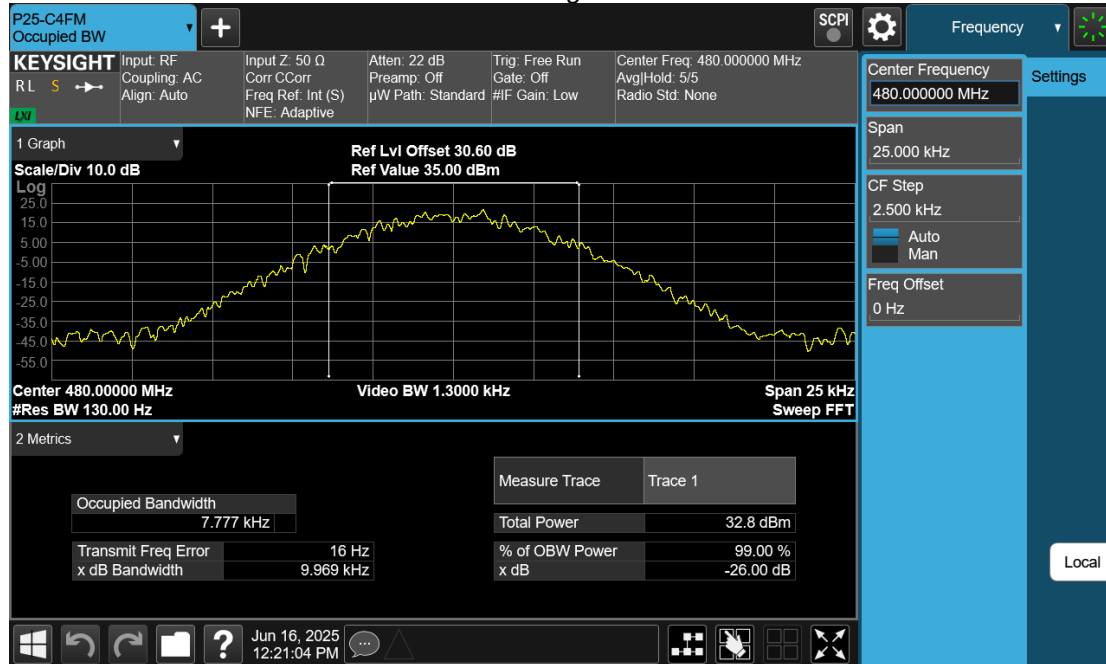 P25-C4FM
Occupied BW
SCPI
Frequency
KEYSIGHT
R L S
LXI
Input: RF
Coupling: AC
Align: Auto
Input Z: 50 Ω
Corr CCorr
Freq Ref: Int (S)
NFE: Adaptive
Atten: 22 dB
Preamp: Off
µW Path: Standard
Trig: Free Run
Gate: Off
#IF Gain: Low
Center Freq: 480.000000 MHz
Avg|Hold: 5/5
Radio Std: None
Center Frequency
480.000000 MHz
Settings
Span
25.000 kHz
CF Step
2.500 kHz
Auto
Man
Freq Offset
0 Hz
1 Graph
Scale/Div 10.0 dB
Ref Lvl Offset 30.60 dB
Ref Value 35.00 dBm
Log
25.0
15.0
5.00
-5.00
-15.0
-25.0
-35.0
-45.0
-55.0
Center 480.00000 MHz
Video BW 1.3000 kHz
Span 25 kHz
#Res BW 130.00 Hz
Sweep FFT
2 Metrics
Measure Trace Trace 1
Occupied Bandwidth
7.777 kHz
Total Power 32.8 dBm
Transmit Freq Error 16 Hz
% of OBW Power 99.00 %
x dB Bandwidth 9.969 kHz
x dB -26.00 dB
Local
Jun 16, 2025
12:21:04 PM